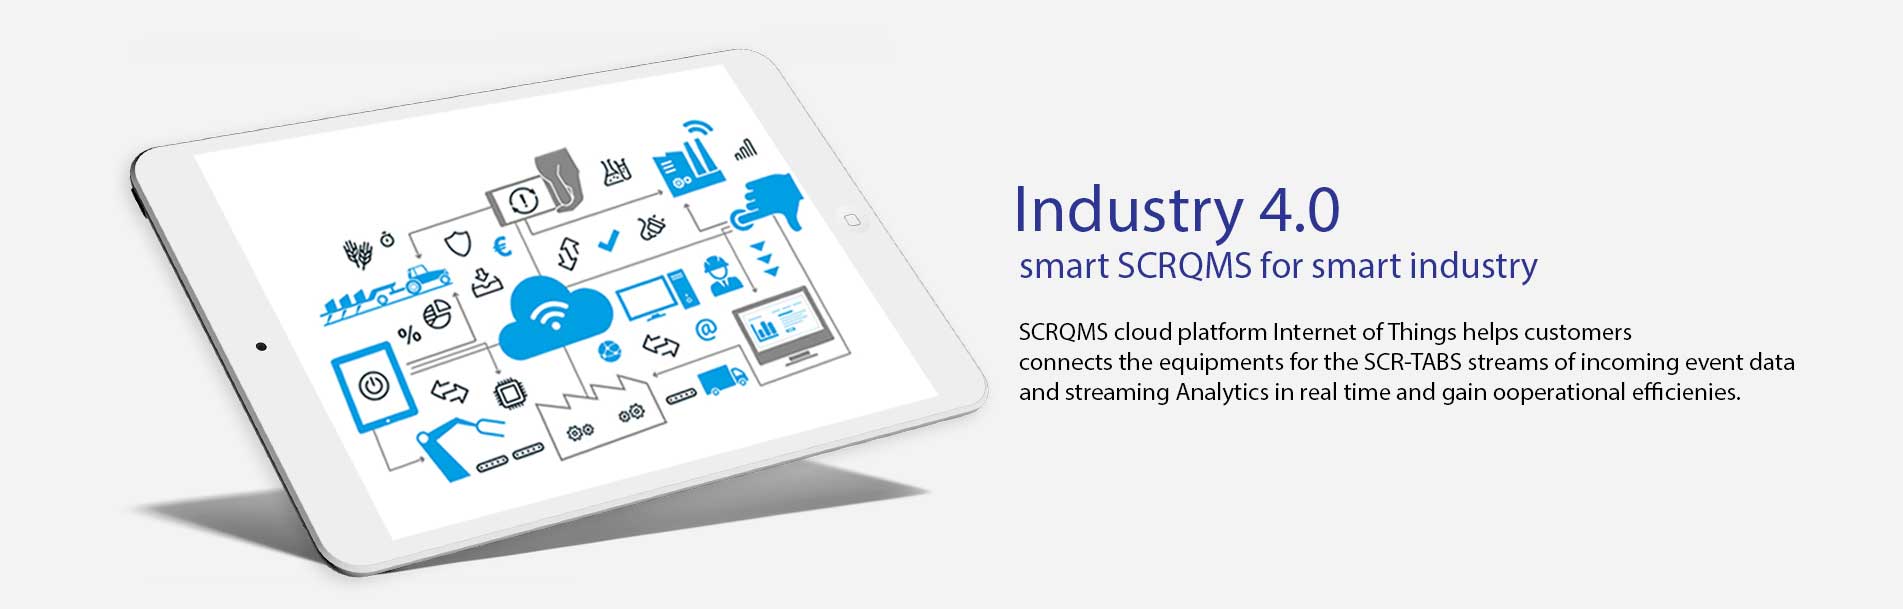 Industry 4.0
smart SCRQMS for smart industry
SCRQMS cloud platform Internet of Things helps customers
connects the equipments for the SCR-TABS streams of incoming event data
and streaming Analytics in real time and gain ooperational efficienies.
€
%
@